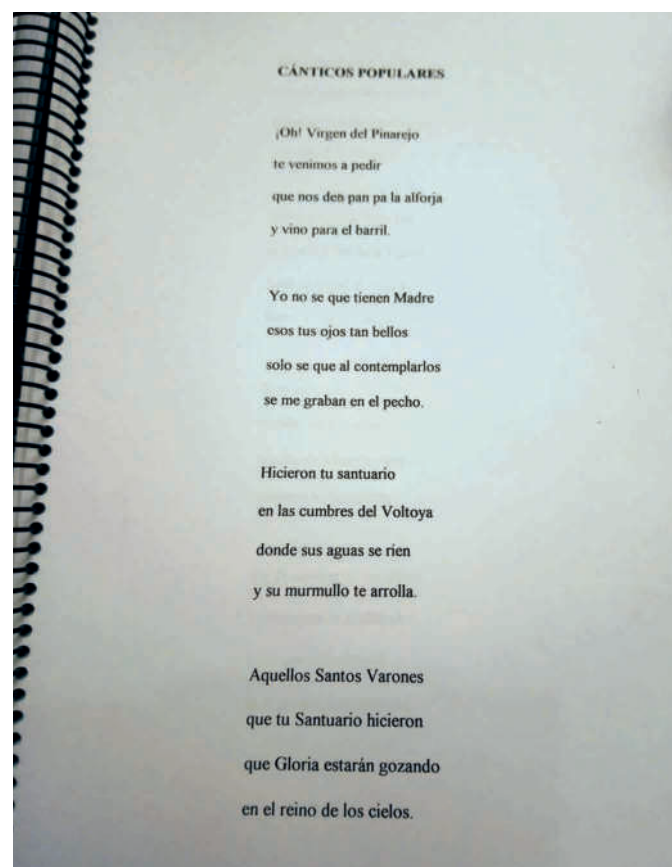 CÁNTICOS POPULARES
¡Oh! Virgen del Pinarejo
te venimos a pedir
que nos den pan pa la alforja
y vino para el barril.
Yo no se que tienen Madre
esos tus ojos tan bellos
solo se que al contemplarlos
se me graban en el pecho.
Hicieron tu santuario
en las cumbres del Voltoya
donde sus aguas se rien
y su murmullo te arrolla.
Aquellos Santos Varones
que tu Santuario hicieron
que Gloria estarán gozando
en el reino de los cielos.